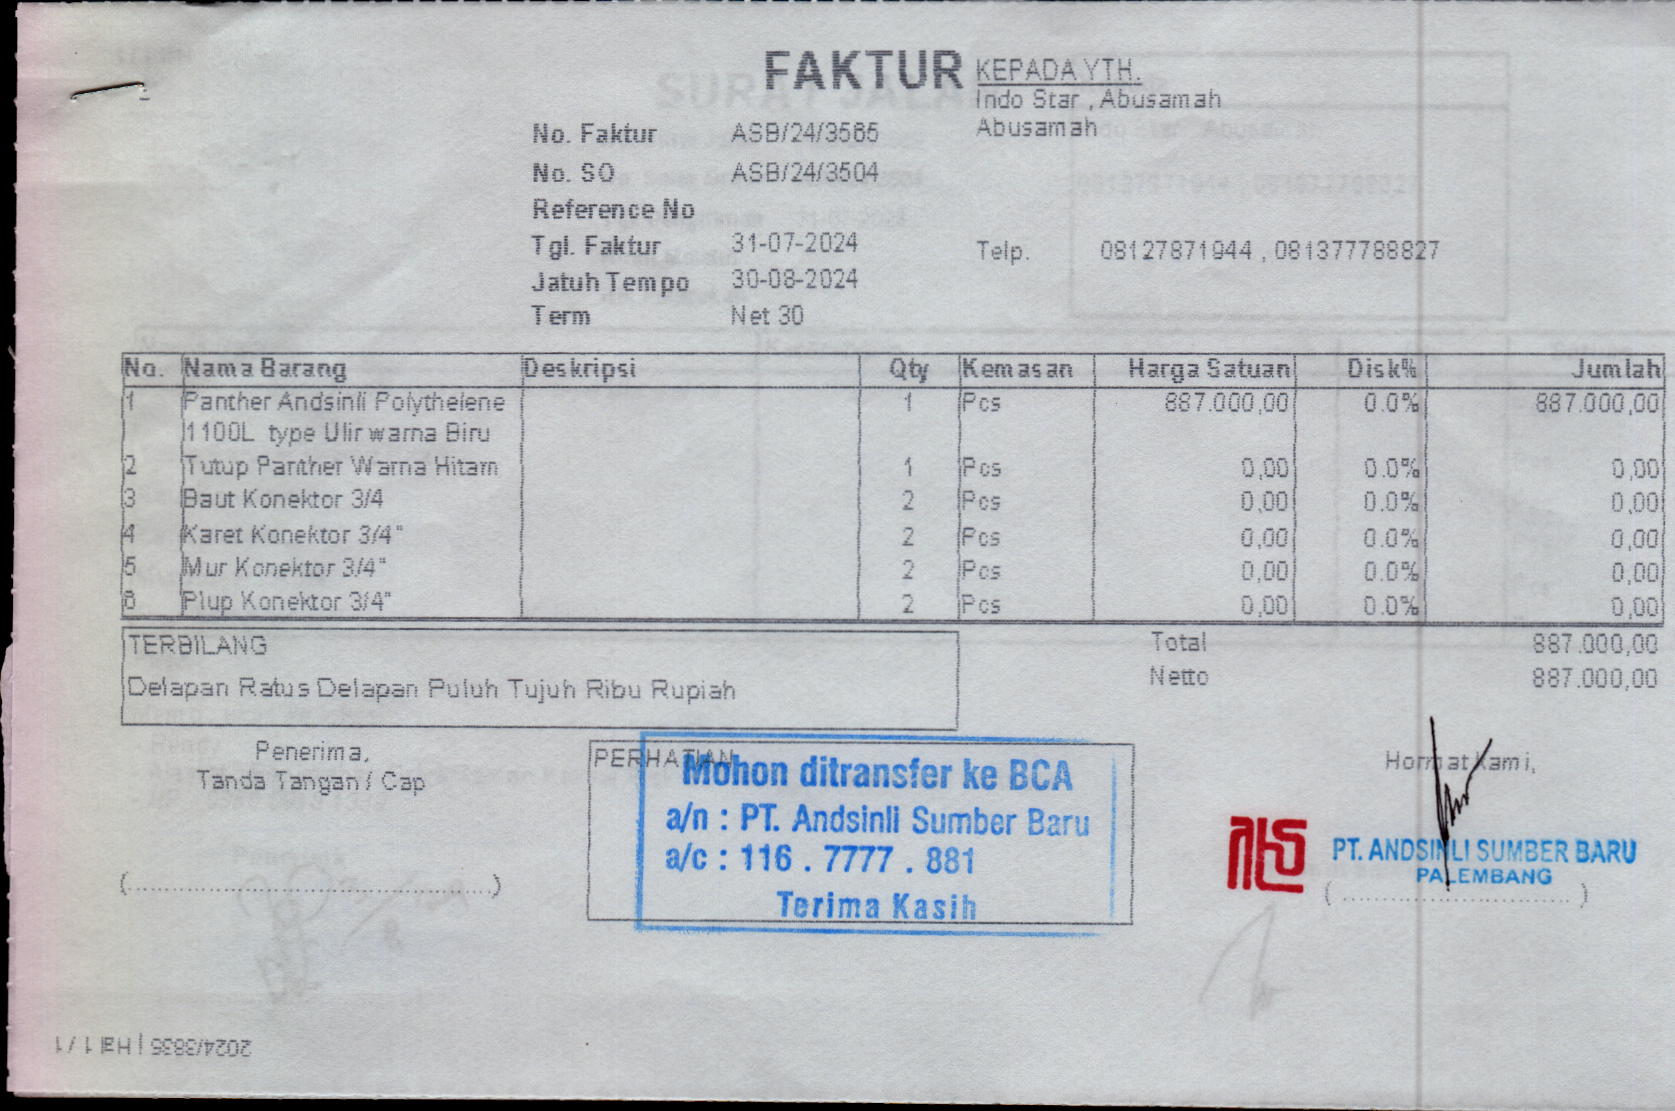 FAKTUR
KEPADA YTH.
Indo Star , Abusamah
Abusamah
No. Faktur ASB/24/3565
No. SO ASB/24/3504
Reference No
Tgl. Faktur 31-07-2024
Telp. 08127871944 , 081377788827
Jatuh Tempo 30-08-2024
Term Net 30
No. Nama Barang Deskripsi Qty Kemasan Harga Satuan Disk% Jumlah
1 Panther Andsinli Polythelene 1 Pcs 887.000,00 0.0% 887.000,00
1100L type Ulir warna Biru
2 Tutup Panther Warna Hitam 1 Pcs 0,00 0.0% 0,00
3 Baut Konektor 3/4 2 Pcs 0,00 0.0% 0,00
4 Karet Konektor 3/4" 2 Pcs 0,00 0.0% 0,00
5 Mur Konektor 3/4" 2 Pcs 0,00 0.0% 0,00
6 Plup Konektor 3/4" 2 Pcs 0,00 0.0% 0,00
TERBILANG
Delapan Ratus Delapan Puluh Tujuh Ribu Rupiah
Total 887.000,00
Netto 887.000,00
Penerima,
Tanda Tangan / Cap
PERHATIAN
Mohon ditransfer ke BCA
a/n : PT. Andsinli Sumber Baru
a/c : 116 . 7777 . 881
Terima Kasih
Hormat Kami,
PT. ANDSINLI SUMBER BARU
PALEMBANG
2024/3835 | Hal 1 / 1